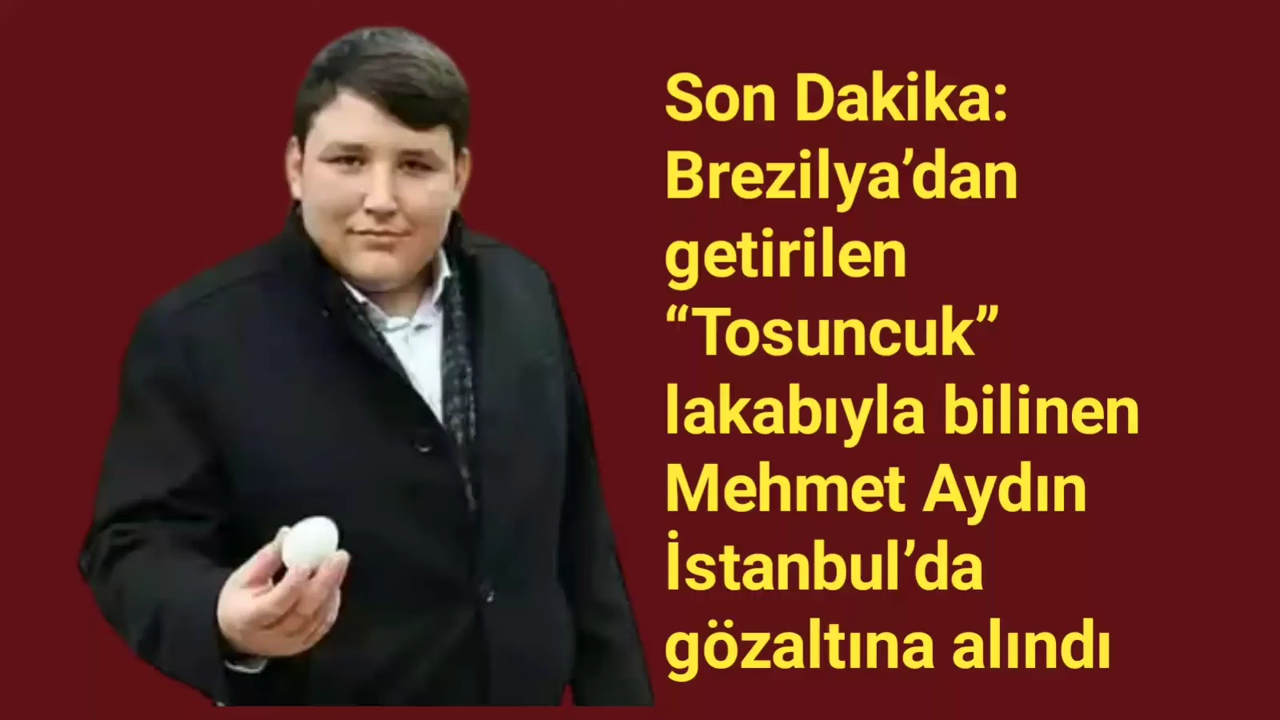 Son Dakika:
Brezilya’dan
getirilen
“Tosuncuk”
lakabıyla bilinen
Mehmet Aydın
İstanbul’da
gözaltına alındı